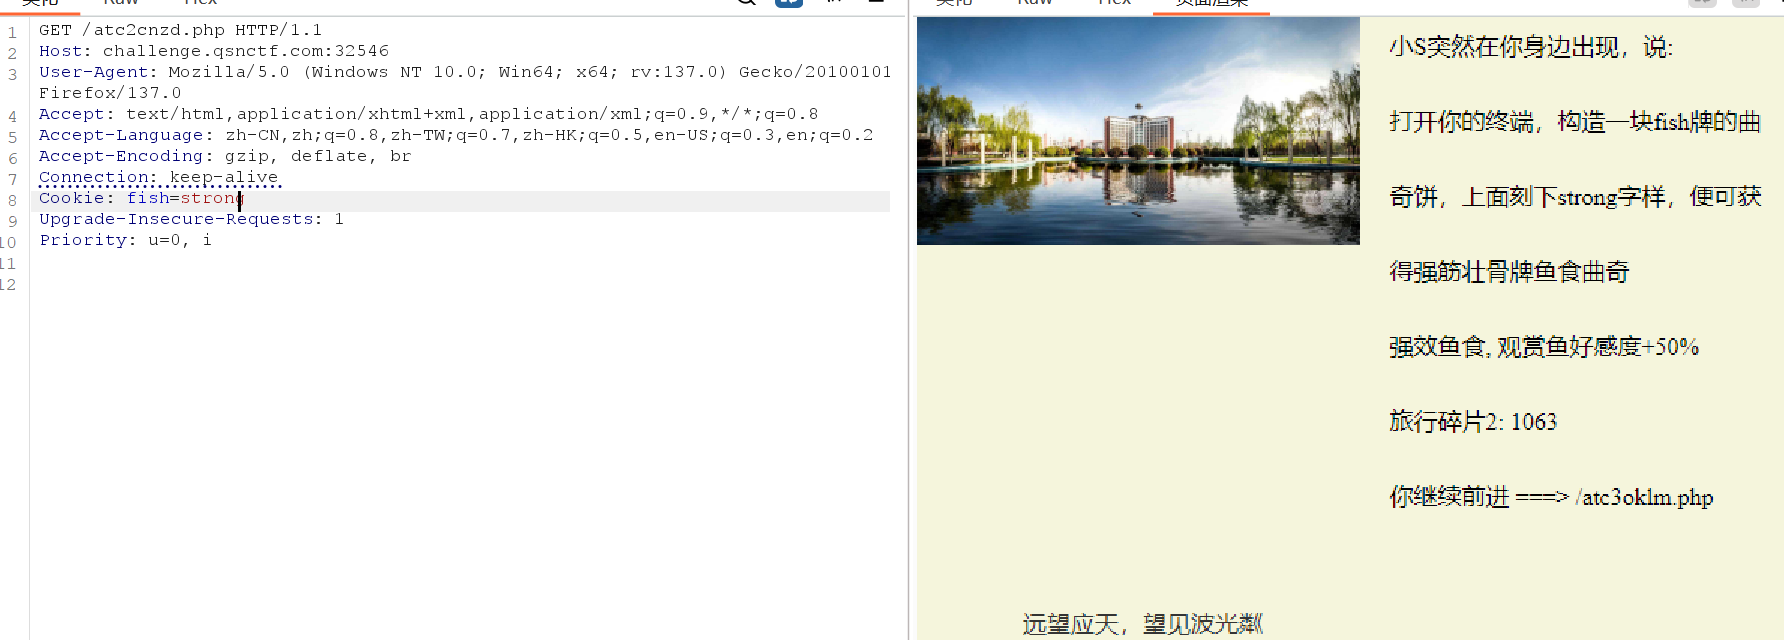 美化 Raw Hex
1 GET /atc2cnzd.php HTTP/1.1
2 Host: challenge.qsnctf.com:32546
3 User-Agent: Mozilla/5.0 (Windows NT 10.0; Win64; x64; rv:137.0) Gecko/20100101
Firefox/137.0
4 Accept: text/html,application/xhtml+xml,application/xml;q=0.9,*/*;q=0.8
5 Accept-Language: zh-CN,zh;q=0.8,zh-TW;q=0.7,zh-HK;q=0.5,en-US;q=0.3,en;q=0.2
6 Accept-Encoding: gzip, deflate, br
7 Connection: keep-alive
8 Cookie: fish=strong
9 Upgrade-Insecure-Requests: 1
10 Priority: u=0, i
11
12
美化 Raw Hex 页面渲染
小S突然在你身边出现，说:
打开你的终端，构造一块fish牌的曲
奇饼，上面刻下strong字样，便可获
得强筋壮骨牌鱼食曲奇
强效鱼食, 观赏鱼好感度+50%
旅行碎片2: 1063
你继续前进 ===> /atc3oklm.php
远望应天，望见波光粼